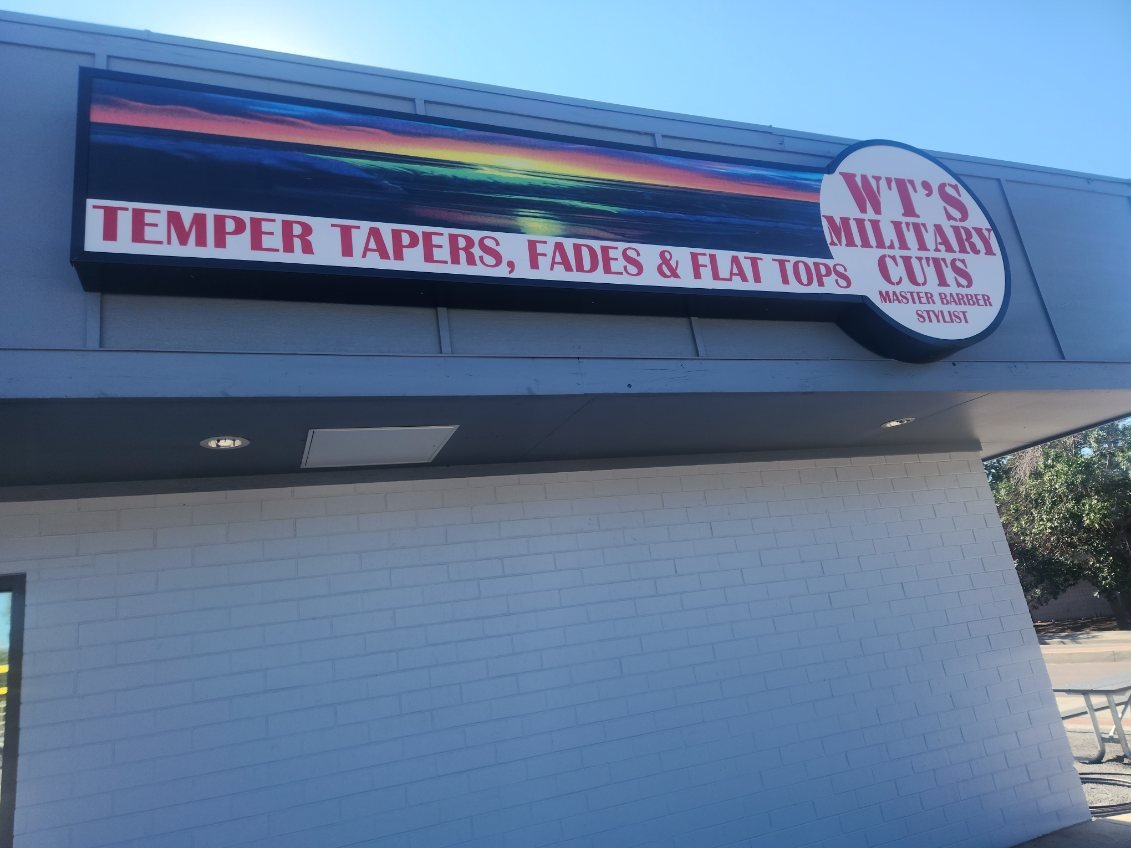 TEMPER TAPERS, FADES & FLAT TOPS
WT'S
MILITARY
CUTS
MASTER BARBER
STYLIST